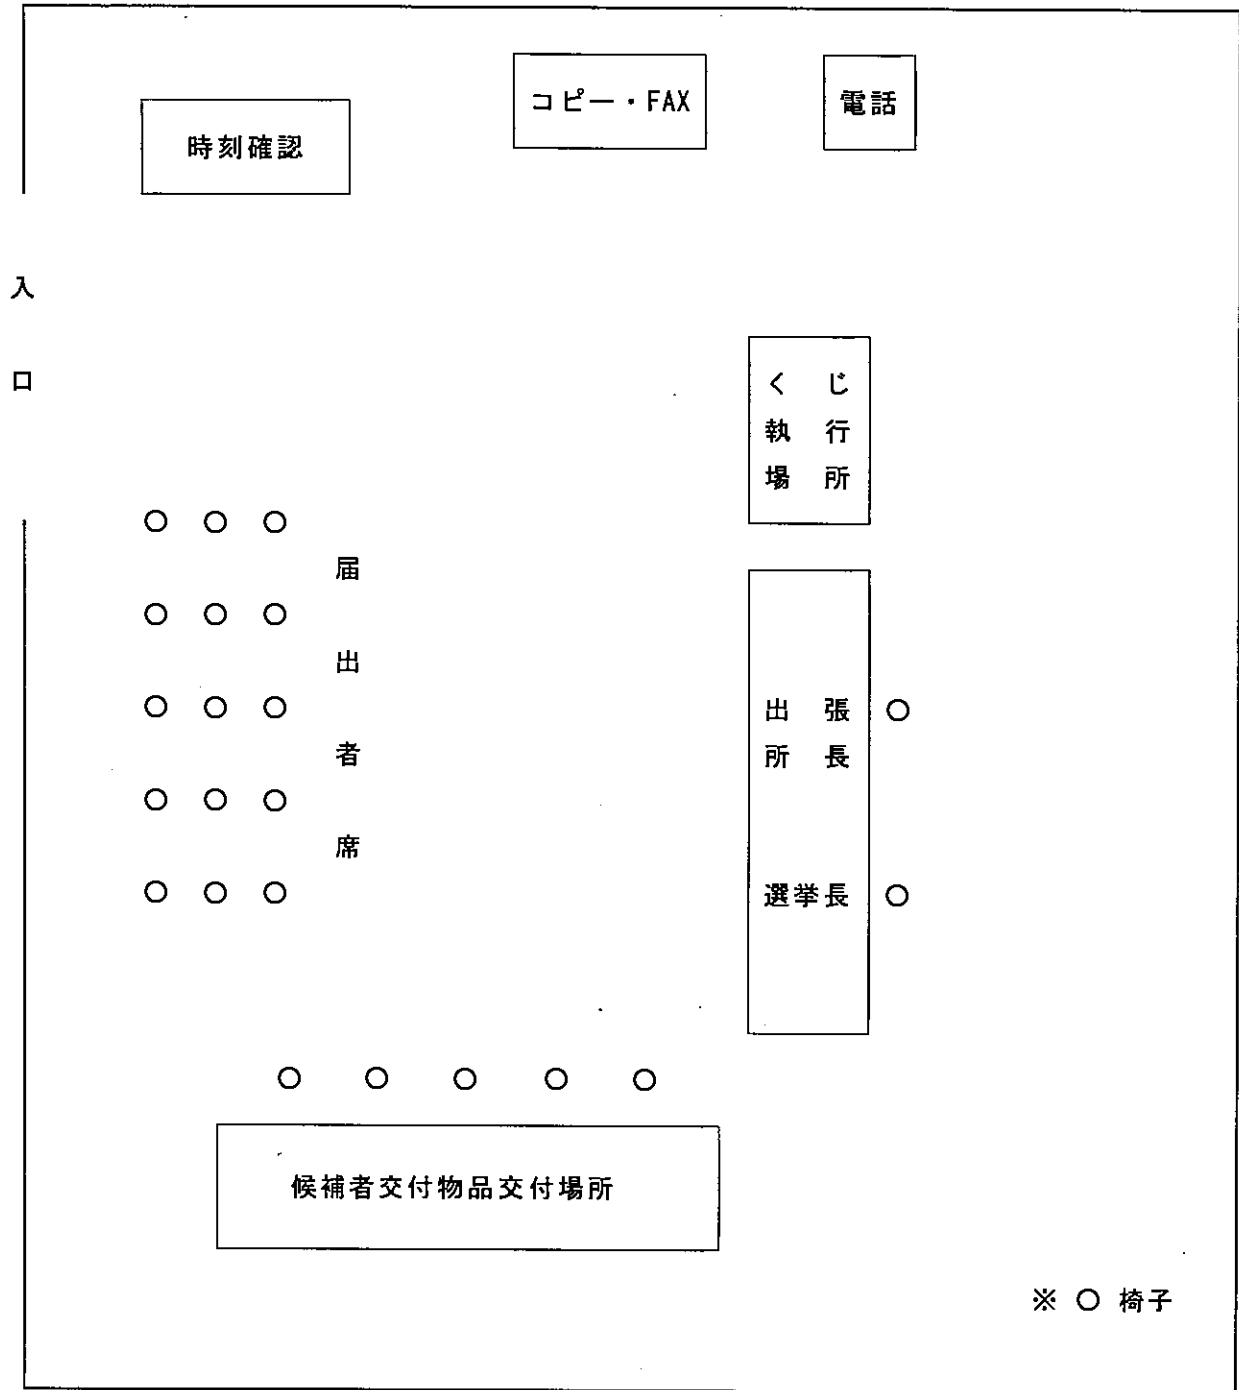 コピー・FAX
電話
時刻確認
入口
くじ
執行
場所
届出者席
出張
所長
選挙長
候補者交付物品交付場所
※ ○ 椅子